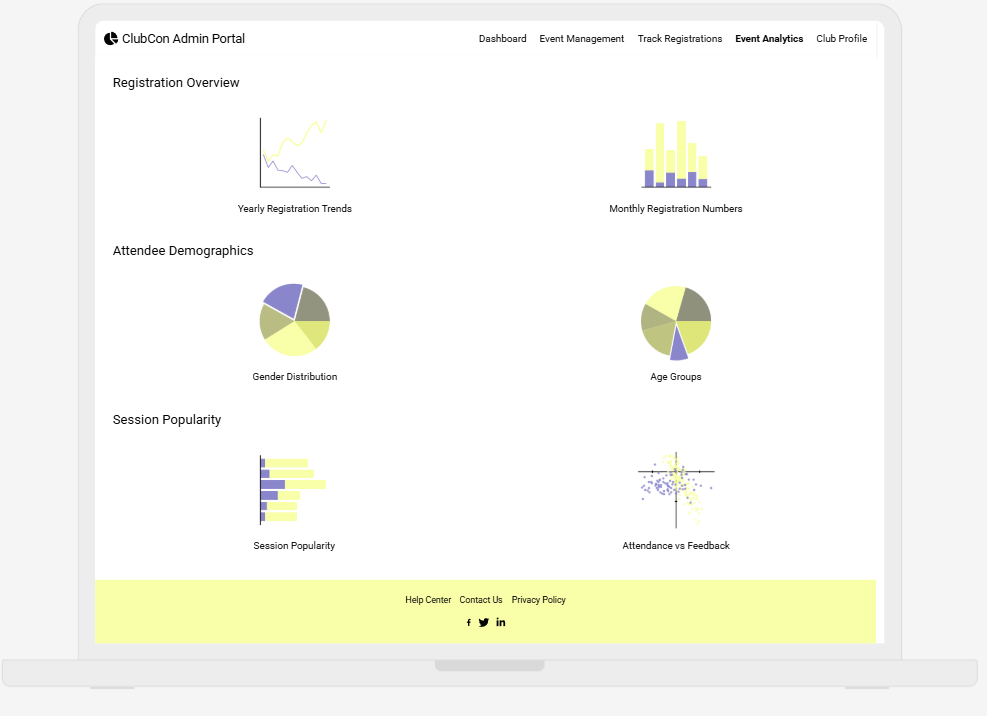 ClubCon Admin Portal
Dashboard Event Management Track Registrations Event Analytics Club Profile
Registration Overview
Yearly Registration Trends
Monthly Registration Numbers
Attendee Demographics
Gender Distribution
Age Groups
Session Popularity
Session Popularity
Attendance vs Feedback
Help Center Contact Us Privacy Policy